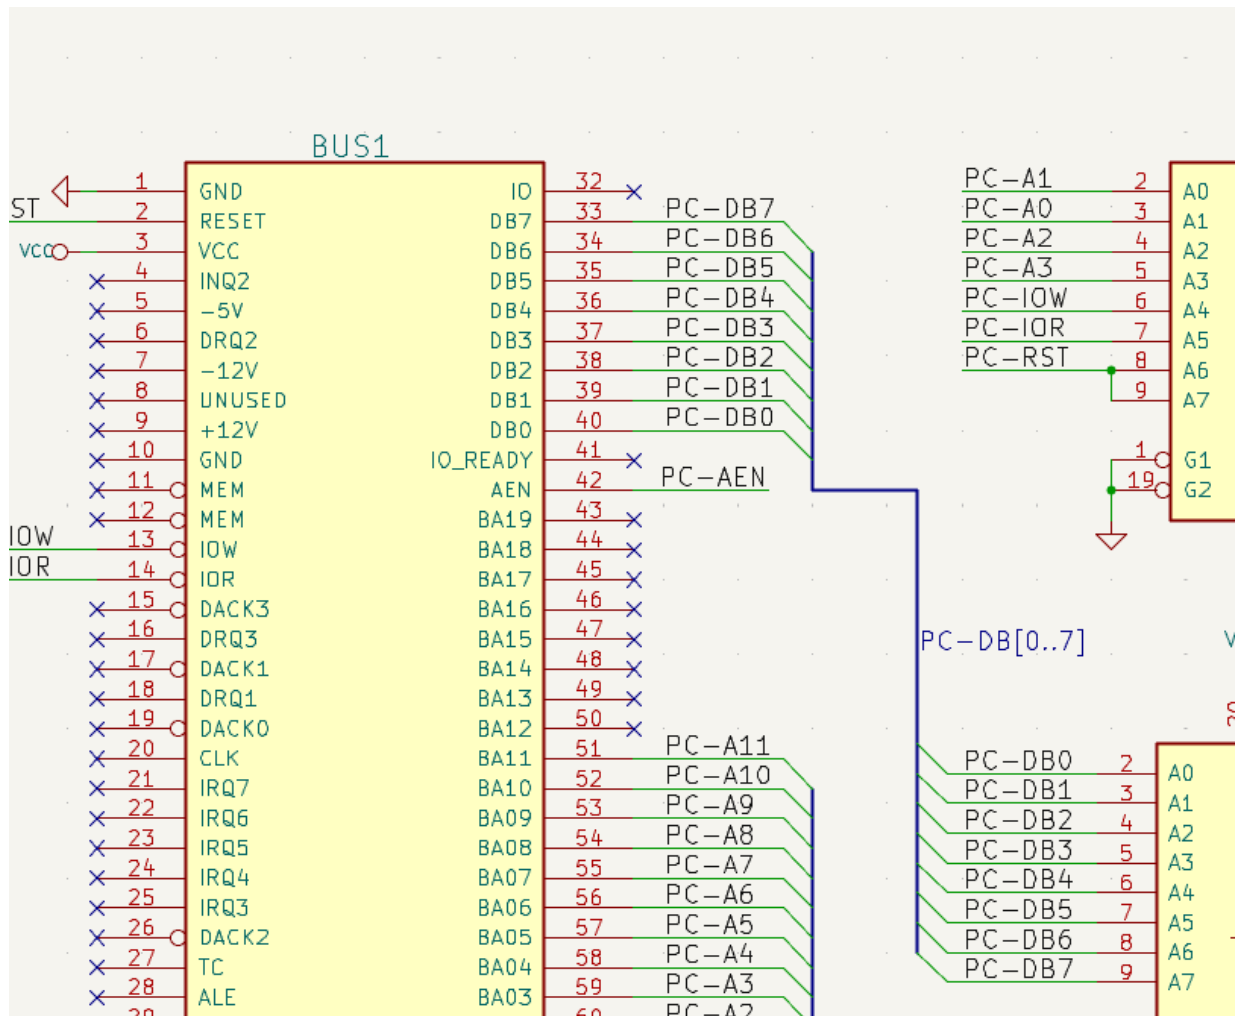 BUS1
1 GND
ST 2 RESET
VCC 3 VCC
4 INQ2
5 -5V
6 DRQ2
7 -12V
8 UNUSED
9 +12V
10 GND
11 MEM
12 MEM
IOW 13 IOW
IOR 14 IOR
15 DACK3
16 DRQ3
17 DACK1
18 DRQ1
19 DACK0
20 CLK
21 IRQ7
22 IRQ6
23 IRQ5
24 IRQ4
25 IRQ3
26 DACK2
27 TC
28 ALE
29
IO 32
DB7 33 PC-DB7
DB6 34 PC-DB6
DB5 35 PC-DB5
DB4 36 PC-DB4
DB3 37 PC-DB3
DB2 38 PC-DB2
DB1 39 PC-DB1
DB0 40 PC-DB0
IO_READY 41
AEN 42 PC-AEN
BA19 43
BA18 44
BA17 45
BA16 46
BA15 47
BA14 48
BA13 49
BA12 50
BA11 51 PC-A11
BA10 52 PC-A10
BA09 53 PC-A9
BA08 54 PC-A8
BA07 55 PC-A7
BA06 56 PC-A6
BA05 57 PC-A5
BA04 58 PC-A4
BA03 59 PC-A3
60 PC-A2
PC-A1 2 A0
PC-A0 3 A1
PC-A2 4 A2
PC-A3 5 A3
PC-IOW 6 A4
PC-IOR 7 A5
PC-RST 8 A6
9 A7
1 G1
19 G2
PC-DB[0..7]
V
20
PC-DB0 2 A0
PC-DB1 3 A1
PC-DB2 4 A2
PC-DB3 5 A3
PC-DB4 6 A4
PC-DB5 7 A5
PC-DB6 8 A6
PC-DB7 9 A7